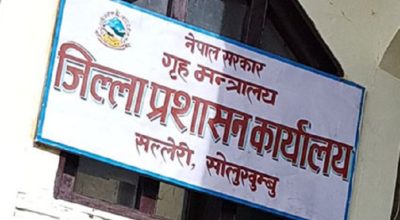 नेपाल सरकार
गृह मन्त्रालय
जिल्ला प्रशासन कार्यालय
सल्लेरी, सोलुखुम्बु